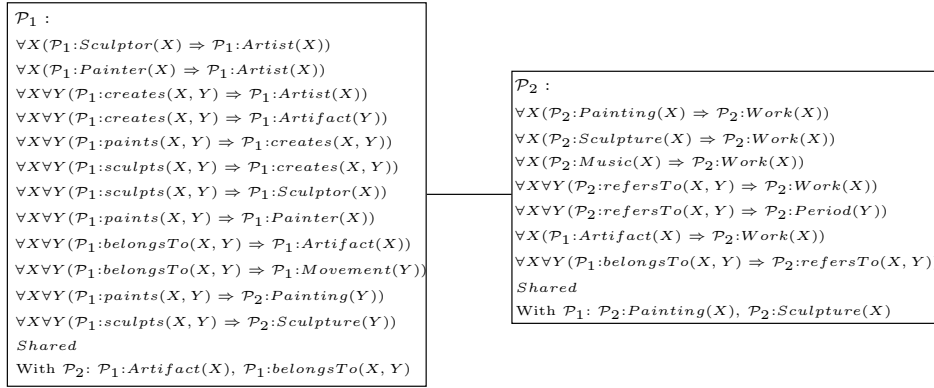 𝒫₁ :
∀X(𝒫₁:Sculptor(X) ⇒ 𝒫₁:Artist(X))
∀X(𝒫₁:Painter(X) ⇒ 𝒫₁:Artist(X))
∀X∀Y(𝒫₁:creates(X, Y) ⇒ 𝒫₁:Artist(X))
∀X∀Y(𝒫₁:creates(X, Y) ⇒ 𝒫₁:Artifact(Y))
∀X∀Y(𝒫₁:paints(X, Y) ⇒ 𝒫₁:creates(X, Y))
∀X∀Y(𝒫₁:sculpts(X, Y) ⇒ 𝒫₁:creates(X, Y))
∀X∀Y(𝒫₁:sculpts(X, Y) ⇒ 𝒫₁:Sculptor(X))
∀X∀Y(𝒫₁:paints(X, Y) ⇒ 𝒫₁:Painter(X))
∀X∀Y(𝒫₁:belongsTo(X, Y) ⇒ 𝒫₁:Artifact(X))
∀X∀Y(𝒫₁:belongsTo(X, Y) ⇒ 𝒫₁:Movement(Y))
∀X∀Y(𝒫₁:paints(X, Y) ⇒ 𝒫₂:Painting(Y))
∀X∀Y(𝒫₁:sculpts(X, Y) ⇒ 𝒫₂:Sculpture(Y))
Shared
With 𝒫₂: 𝒫₁:Artifact(X), 𝒫₁:belongsTo(X, Y)
𝒫₂ :
∀X(𝒫₂:Painting(X) ⇒ 𝒫₂:Work(X))
∀X(𝒫₂:Sculpture(X) ⇒ 𝒫₂:Work(X))
∀X(𝒫₂:Music(X) ⇒ 𝒫₂:Work(X))
∀X∀Y(𝒫₂:refersTo(X, Y) ⇒ 𝒫₂:Work(X))
∀X∀Y(𝒫₂:refersTo(X, Y) ⇒ 𝒫₂:Period(Y))
∀X(𝒫₁:Artifact(X) ⇒ 𝒫₂:Work(X))
∀X∀Y(𝒫₁:belongsTo(X, Y) ⇒ 𝒫₂:refersTo(X, Y)
Shared
With 𝒫₁: 𝒫₂:Painting(X), 𝒫₂:Sculpture(X)